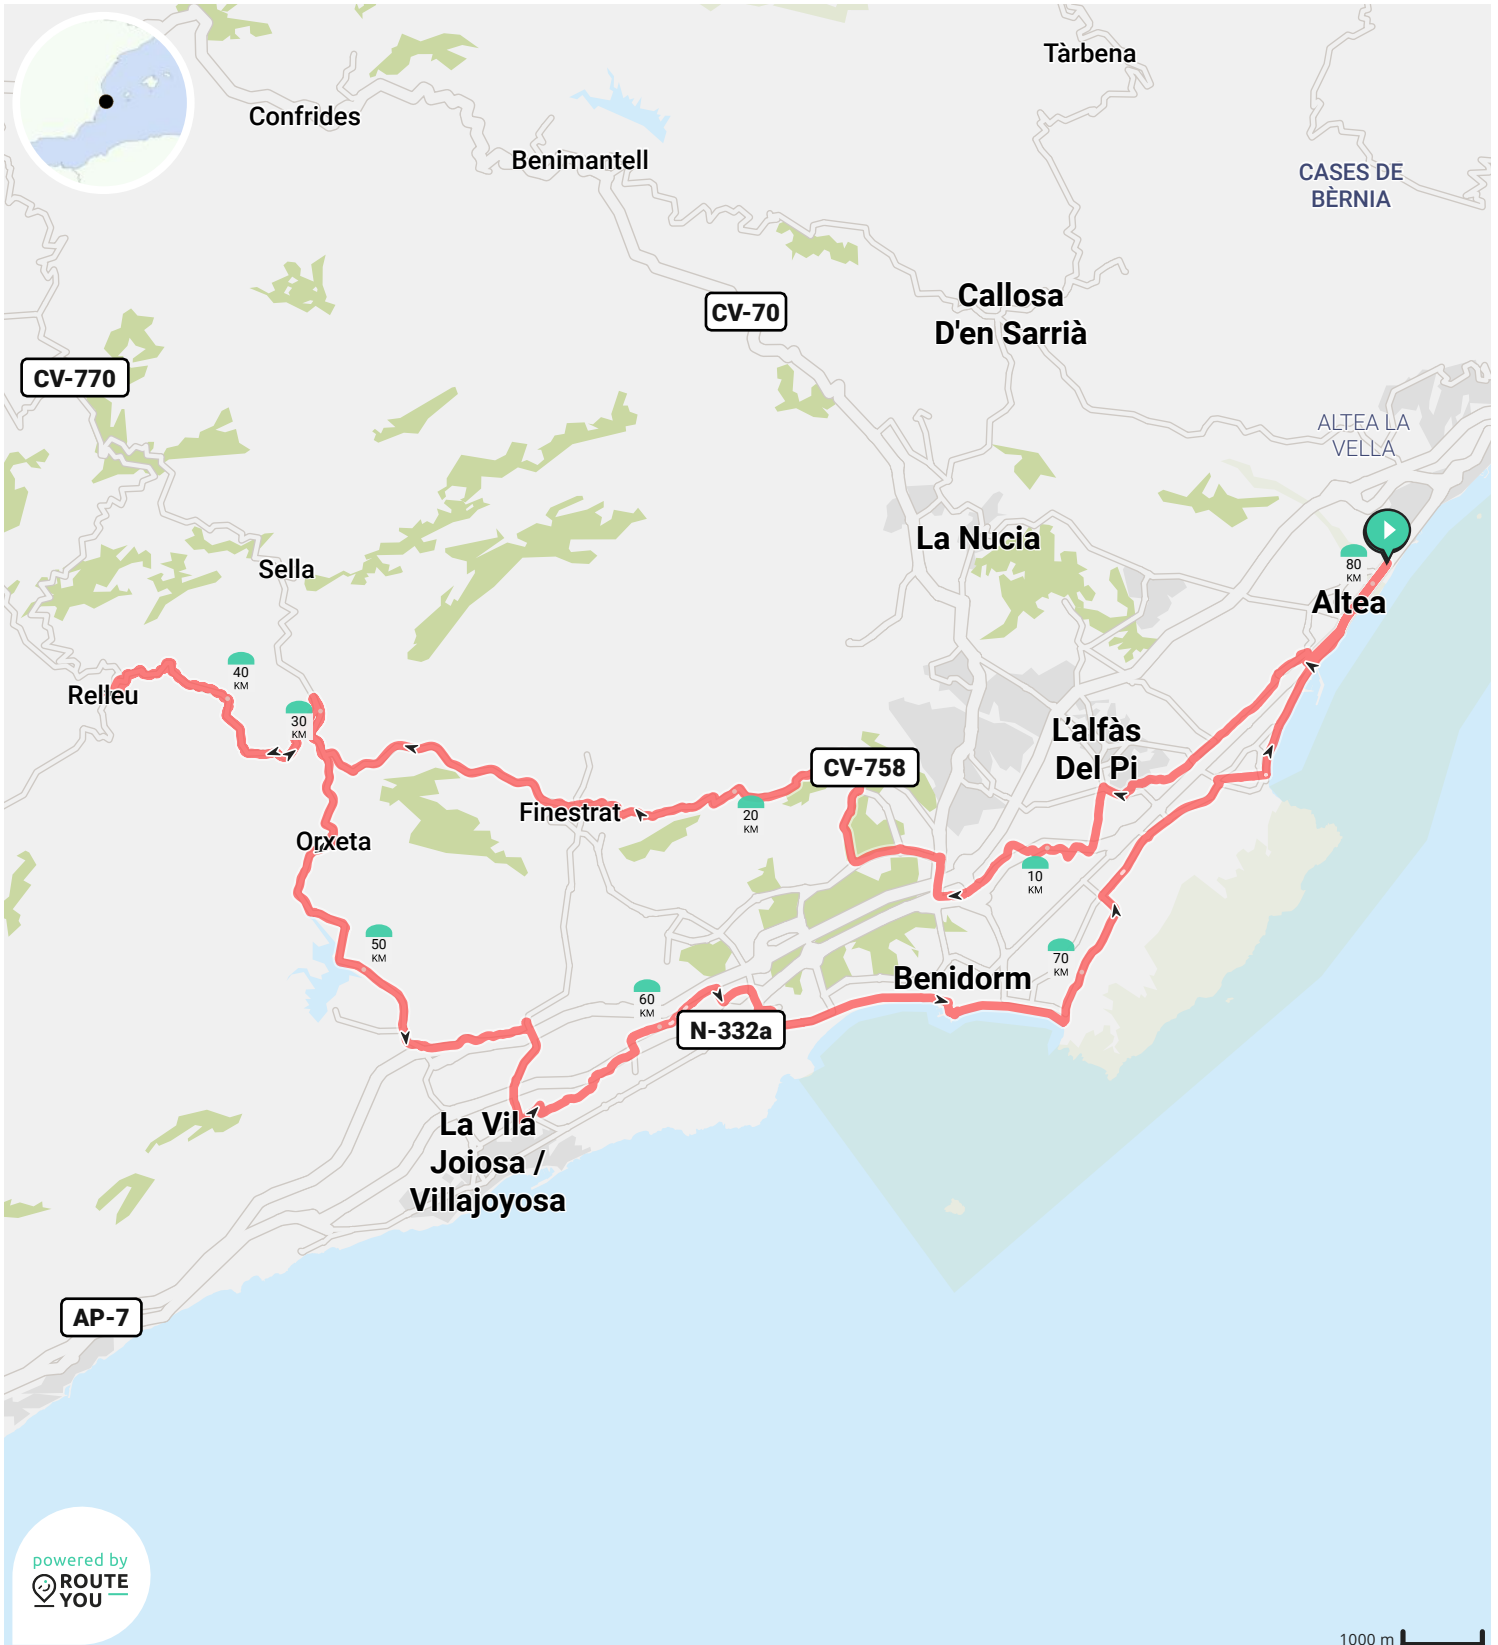 Tàrbena
Confrides
Benimantell
CASES DE
BÈRNIA
Callosa
D'en Sarrià
CV-70
CV-770
ALTEA LA
VELLA
La Nucia
Sella
80
KM
Altea
40
KM
Relleu
30
KM
L'alfàs
Del Pi
CV-758
Finestrat
20
KM
Orxeta
10
KM
50
KM
70
KM
Benidorm
60
KM
N-332a
La Vila
Joiosa /
Villajoyosa
AP-7
powered by
ROUTE
YOU
1000 m